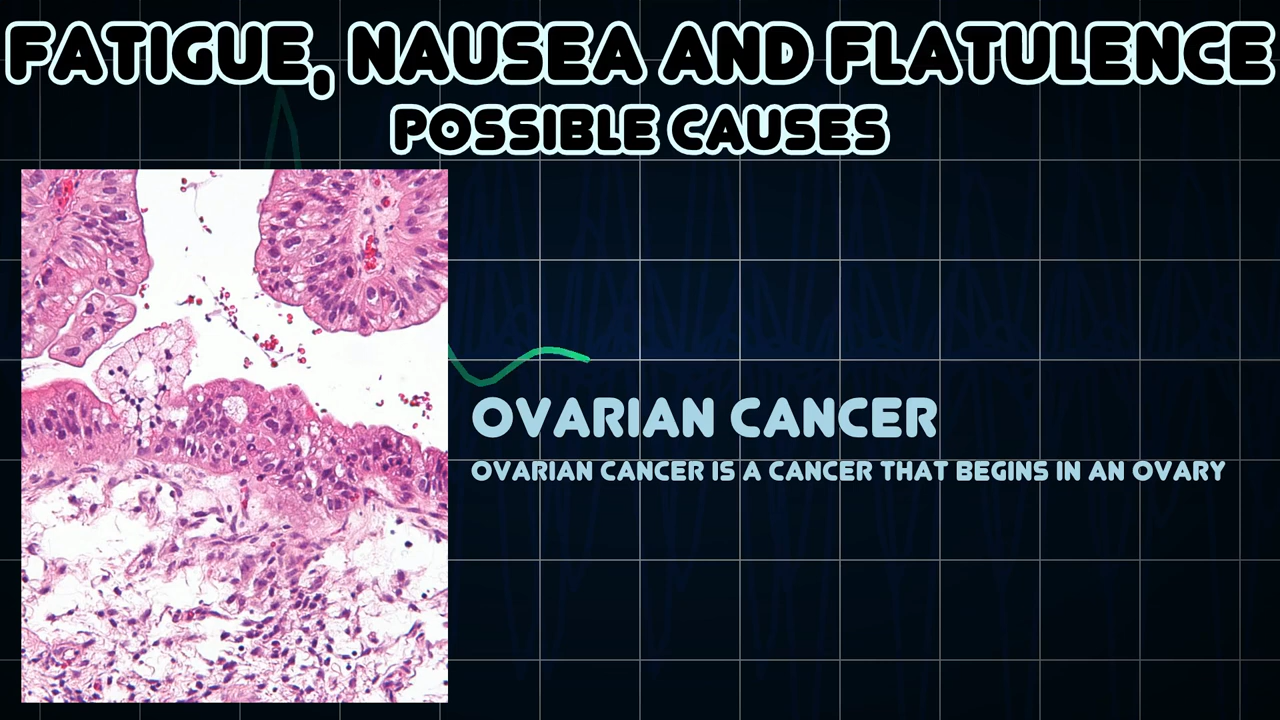 FATIGUE, NAUSEA AND FLATULENCE
POSSIBLE CAUSES
OVARIAN CANCER
OVARIAN CANCER IS A CANCER THAT BEGINS IN AN OVARY